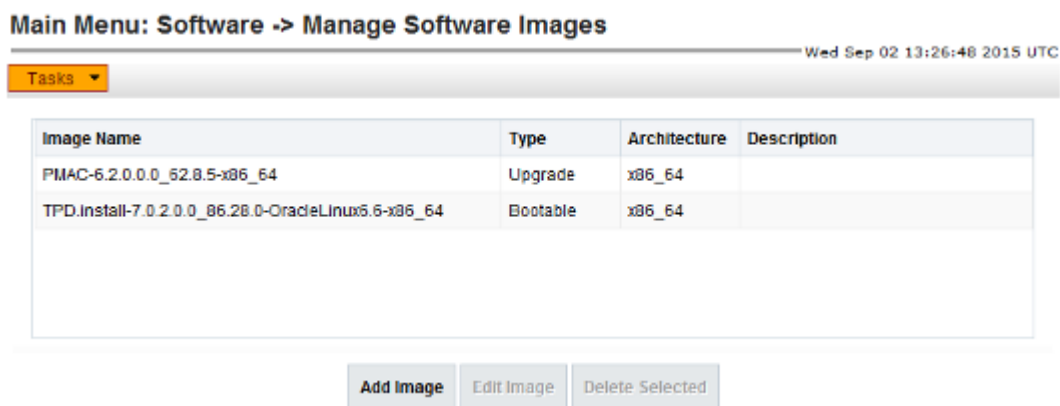 Main Menu: Software -> Manage Software Images
Wed Sep 02 13:26:48 2015 UTC
Tasks
Image Name Type Architecture Description
PMAC-6.2.0.0.0_62.8.5-x86_64 Upgrade x86_64
TPD.install-7.0.2.0.0_86.28.0-OracleLinux6.6-x86_64 Bootable x86_64
Add Image Edit Image Delete Selected